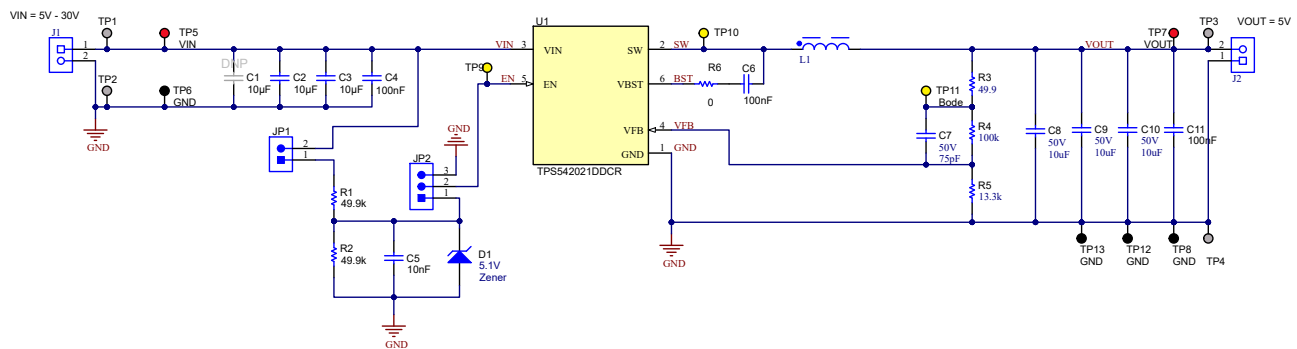 VIN = 5V - 30V
J1
1
2
TP1
TP2
TP5
VIN
TP6
GND
GND
DNP
C1
10µF
C2
10µF
C3
10µF
C4
100nF
JP1
2
1
R1
49.9k
R2
49.9k
C5
10nF
D1
5.1V
Zener
GND
GND
JP2
3
2
1
TP9
VIN
3
EN
5
U1
VIN
EN
SW
VBST
VFB
GND
TPS542021DDCR
2
SW
6
BST
4
VFB
1
GND
GND
TP10
R6
0
C6
100nF
L1
TP11
Bode
C7
50V
75pF
R3
49.9
R4
100k
R5
13.3k
C8
50V
10uF
C9
50V
10uF
C10
50V
10uF
C11
100nF
VOUT
TP7
VOUT
TP3
VOUT = 5V
2
1
J2
TP13
GND
TP12
GND
TP8
GND
TP4